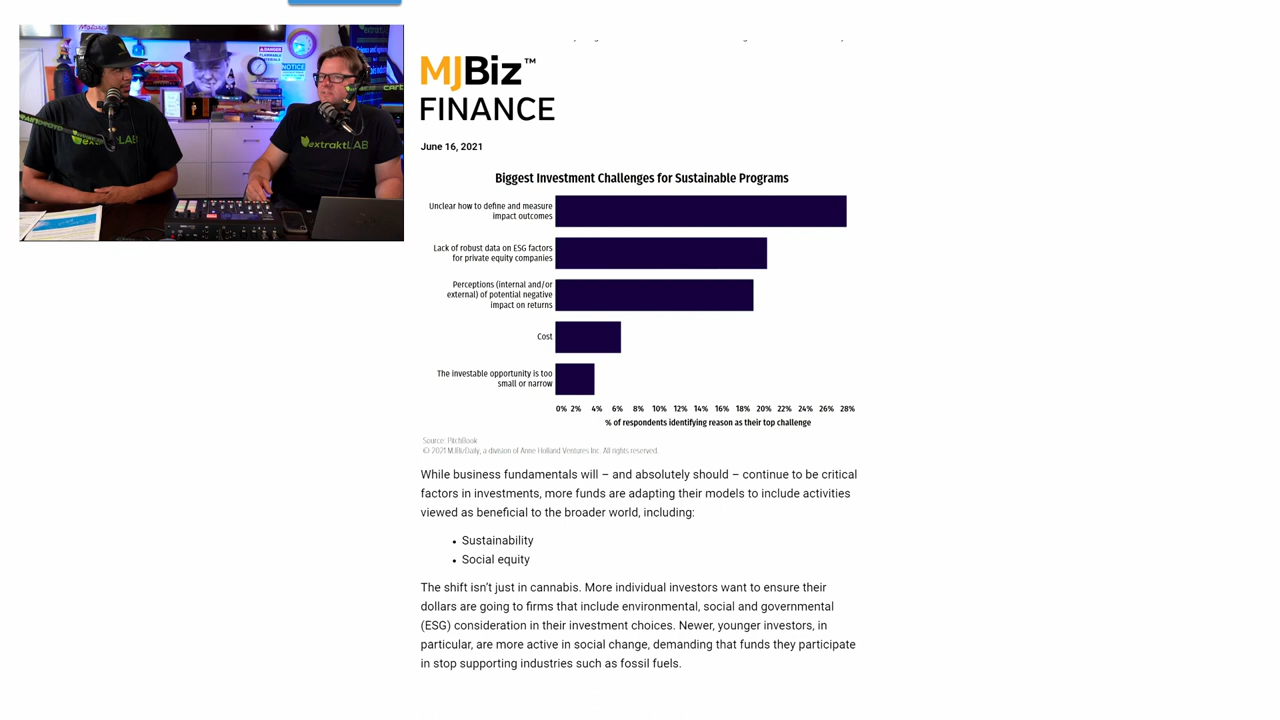 extraktLAB
extraktLAB
NOTICE
MJBiz™
FINANCE
June 16, 2021
Biggest Investment Challenges for Sustainable Programs
Unclear how to define and measure
impact outcomes
Lack of robust data on ESG factors
for private equity companies
Perceptions (internal and/or
external) of potential negative
impact on returns
Cost
The investable opportunity is too
small or narrow
0% 2% 4% 6% 8% 10% 12% 14% 16% 18% 20% 22% 24% 26% 28%
% of respondents identifying reason as their top challenge
Source: PitchBook
© 2021 MJBizDaily, a division of Anne Holland Ventures Inc. All rights reserved.
While business fundamentals will – and absolutely should – continue to be critical
factors in investments, more funds are adapting their models to include activities
viewed as beneficial to the broader world, including:
• Sustainability
• Social equity
The shift isn’t just in cannabis. More individual investors want to ensure their
dollars are going to firms that include environmental, social and governmental
(ESG) consideration in their investment choices. Newer, younger investors, in
particular, are more active in social change, demanding that funds they participate
in stop supporting industries such as fossil fuels.